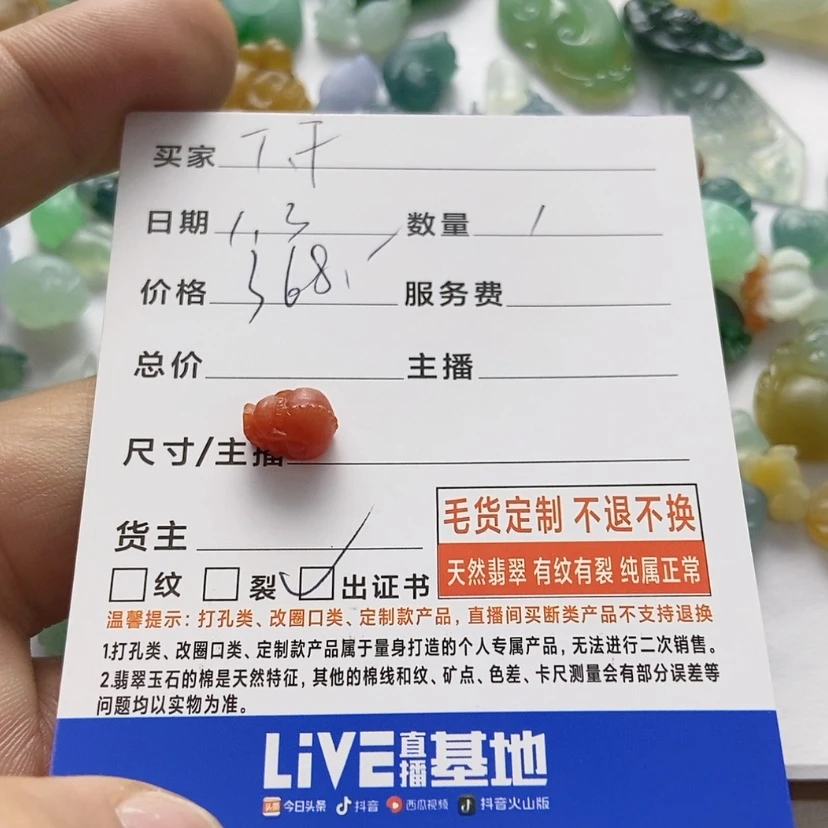 买家
日期 1.3 数量 1
价格 368.
服务费
总价 主播
尺寸/主播
货主
毛货定制 不退不换
天然翡翠 有纹有裂 纯属正常
纹 裂 出证书
温馨提示：打孔类、改圈口类、定制款产品，直播间买断类产品不支持退换
1.打孔类、改圈口类、定制款产品属于量身打造的个人专属产品，无法进行二次销售。
2.翡翠玉石的棉是天然特征，其他的棉线和纹、矿点、色差、卡尺测量会有部分误差等
问题均以实物为准。
LiVE直播基地
头条 今日头条 抖音 西瓜视频 抖音火山版